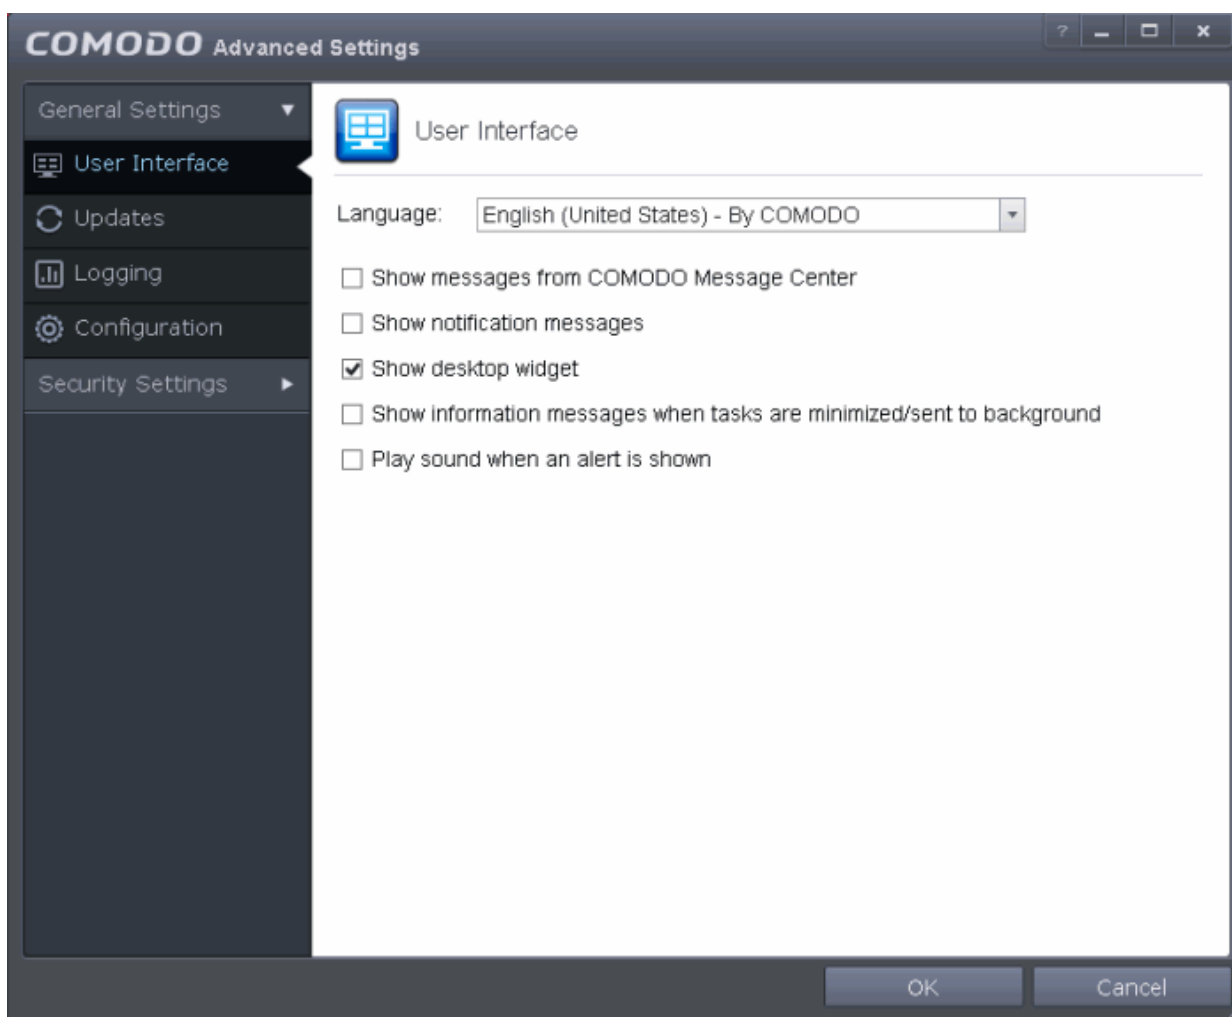 COMODO Advanced Settings
?
General Settings
User Interface
Updates
Logging
Configuration
Security Settings
User Interface
Language: English (United States) - By COMODO
Show messages from COMODO Message Center
Show notification messages
Show desktop widget
Show information messages when tasks are minimized/sent to background
Play sound when an alert is shown
OK Cancel